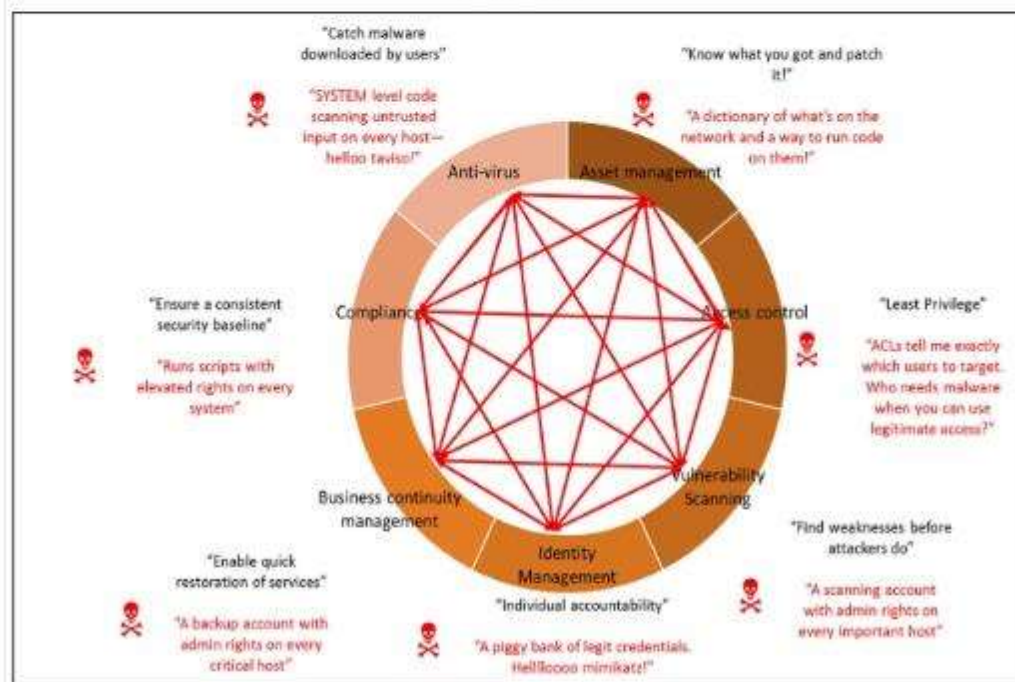 "Catch malware
downloaded by users"
"SYSTEM level code
scanning untrusted
input on every host—
helloo taviso!"
Anti-virus
"Know what you got and patch
it!"
"A dictionary of what's on the
network and a way to run code
on them!"
Asset management
"Ensure a consistent
security baseline"
"Runs scripts with
elevated rights on every
system"
Compliance
Access control
"Least Privilege"
"ACLs tell me exactly
which users to target.
Who needs malware
when you can use
legitimate access?"
Business continuity
management
"Enable quick
restoration of services"
"A backup account with
admin rights on every
critical host"
Identity
Management
"Individual accountability"
"A piggy bank of legit credentials.
Hellllloooo mimikatz!"
Vulnerability
Scanning
"Find weaknesses before
attackers do"
"A scanning account
with admin rights on
every important host"